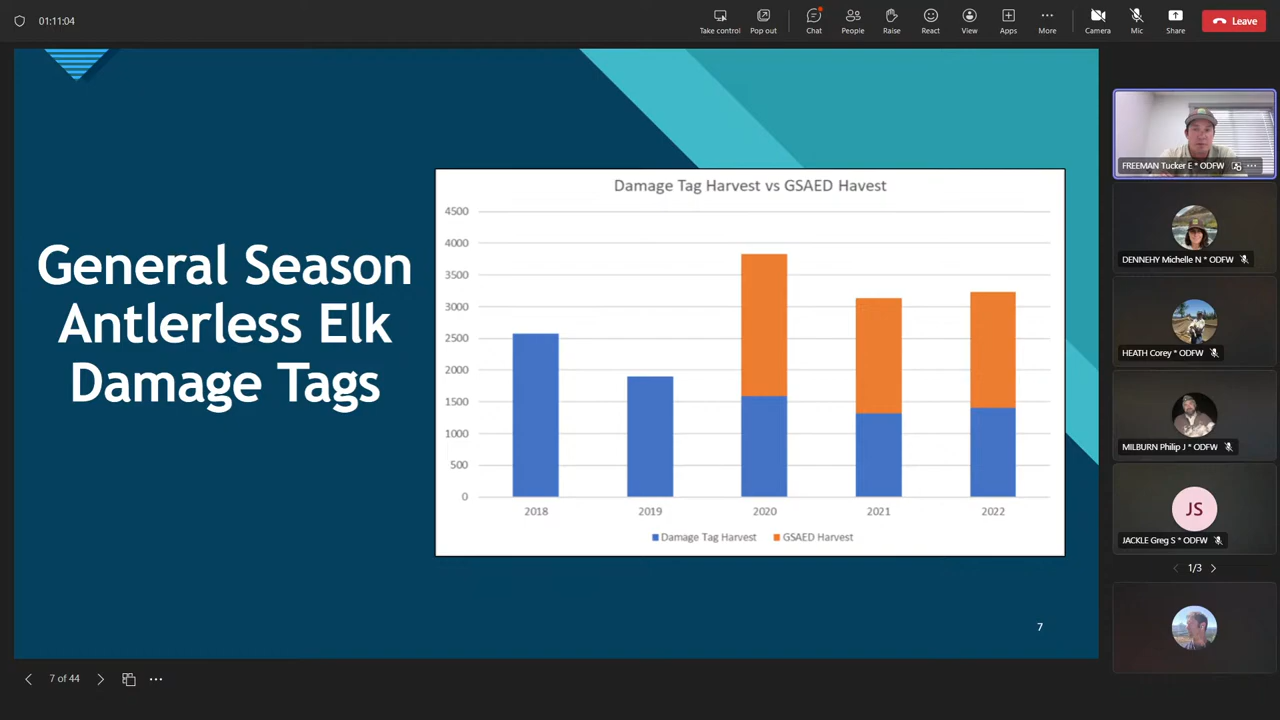 01:11:04
Take control
Pop out
Chat
People
Raise
React
View
Apps
More
Camera
Mic
Share
Leave
General Season
Antlerless Elk
Damage Tags
Damage Tag Harvest vs GSAED Havest
4500
4000
3500
3000
2500
2000
1500
1000
500
0
2018 2019 2020 2021 2022
Damage Tag Harvest GSAED Harvest
7
FREEMAN Tucker E * ODFW
DENNEHY Michelle N * ODFW
HEATH Corey * ODFW
MILBURN Philip J * ODFW
JS
JACKLE Greg S * ODFW
1/3
7 of 44